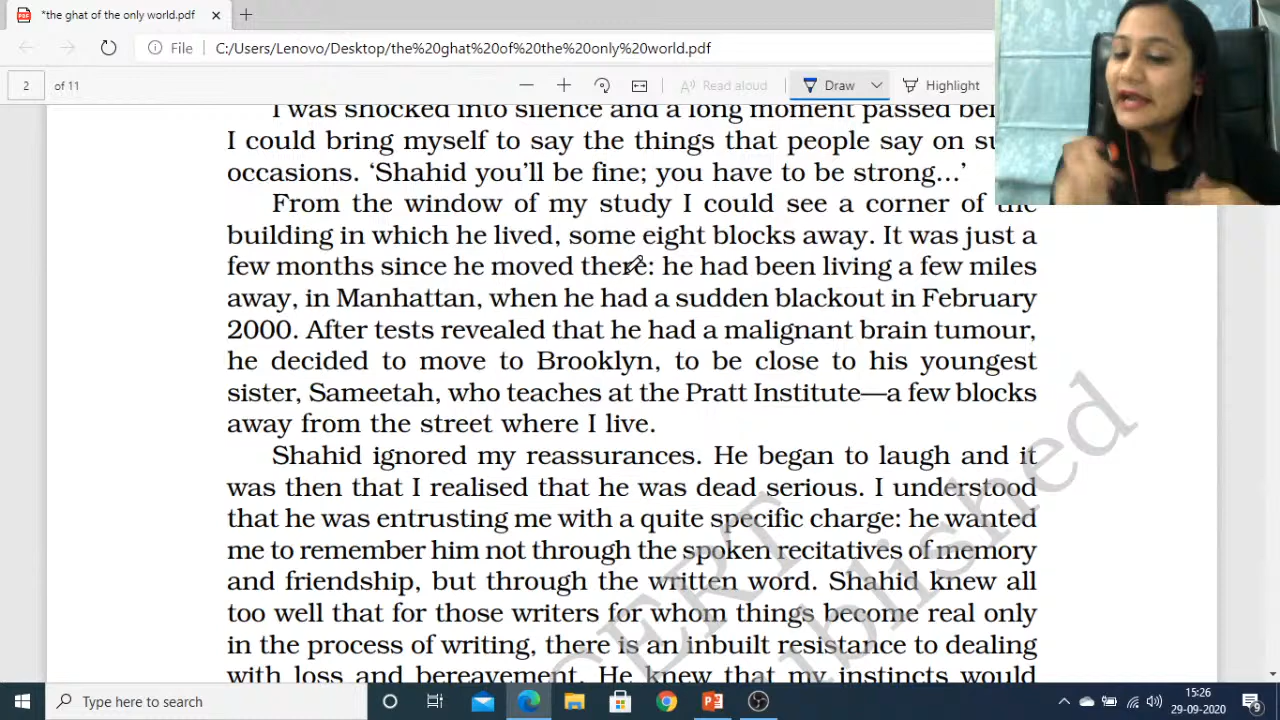 *the ghat of the only world.pdf
File C:/Users/Lenovo/Desktop/the%20ghat%20of%20the%20only%20world.pdf
2 of 11 Read aloud Draw Highlight
I was shocked into silence and a long moment passed
I could bring myself to say the things that people say on
occasions. ‘Shahid you’ll be fine; you have to be strong...’
From the window of my study I could see a corner of the
building in which he lived, some eight blocks away. It was just a
few months since he moved there: he had been living a few miles
away, in Manhattan, when he had a sudden blackout in February
2000. After tests revealed that he had a malignant brain tumour,
he decided to move to Brooklyn, to be close to his youngest
sister, Sameetah, who teaches at the Pratt Institute—a few blocks
away from the street where I live.
Shahid ignored my reassurances. He began to laugh and it
was then that I realised that he was dead serious. I understood
that he was entrusting me with a quite specific charge: he wanted
me to remember him not through the spoken recitatives of memory
and friendship, but through the written word. Shahid knew all
too well that for those writers for whom things become real only
in the process of writing, there is an inbuilt resistance to dealing
with loss and bereavement. He knew that my instincts would
Type here to search
15:26
29-09-2020
9